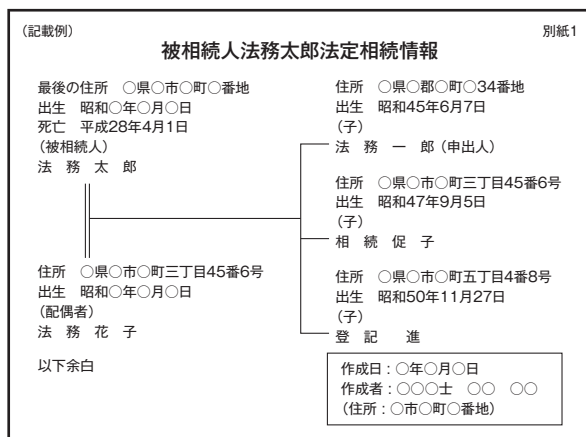 （記載例）
別紙1
被相続人法務太郎法定相続情報
最後の住所　○県○市○町○番地
出生　昭和○年○月○日
死亡　平成28年4月1日
（被相続人）
法　務　太　郎
住所　○県○市○町三丁目45番6号
出生　昭和○年○月○日
（配偶者）
法　務　花　子
以下余白
住所　○県○郡○町○34番地
出生　昭和45年6月7日
（子）
法　務　一　郎（申出人）
住所　○県○市○町三丁目45番6号
出生　昭和47年9月5日
（子）
相　続　促　子
住所　○県○市○町五丁目4番8号
出生　昭和50年11月27日
（子）
登　記　　進
作成日：○年○月○日
作成者：○○○士　○○　○○
（住所：○市○町○番地）